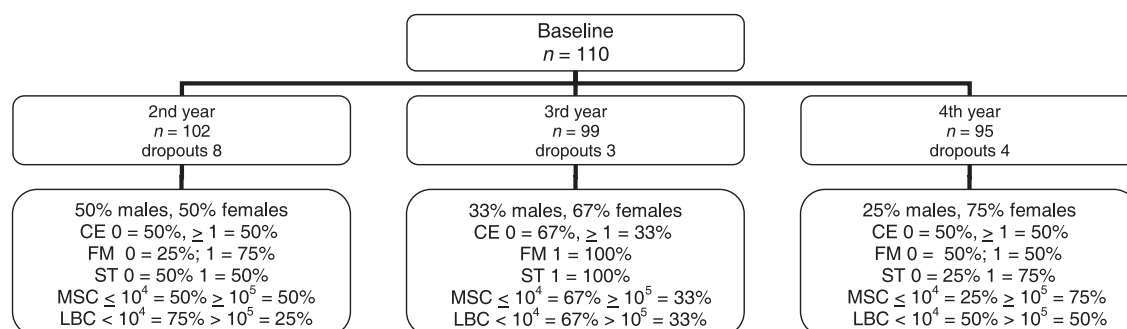 Baseline
n = 110
2nd year
n = 102
dropouts 8
3rd year
n = 99
dropouts 3
4th year
n = 95
dropouts 4
50% males, 50% females
CE 0 = 50%, ≥ 1 = 50%
FM 0 = 25%; 1 = 75%
ST 0 = 50% 1 = 50%
MSC ≤ 10⁴ = 50% ≥ 10⁵ = 50%
LBC < 10⁴ = 75% > 10⁵ = 25%
33% males, 67% females
CE 0 = 67%, ≥ 1 = 33%
FM 1 = 100%
ST 1 = 100%
MSC ≤ 10⁴ = 67% ≥ 10⁵ = 33%
LBC < 10⁴ = 67% > 10⁵ = 33%
25% males, 75% females
CE 0 = 50%, ≥ 1 = 50%
FM 0 = 50%; 1 = 50%
ST 0 = 25% 1 = 75%
MSC ≤ 10⁴ = 25% ≥ 10⁵ = 75%
LBC < 10⁴ = 50% > 10⁵ = 50%